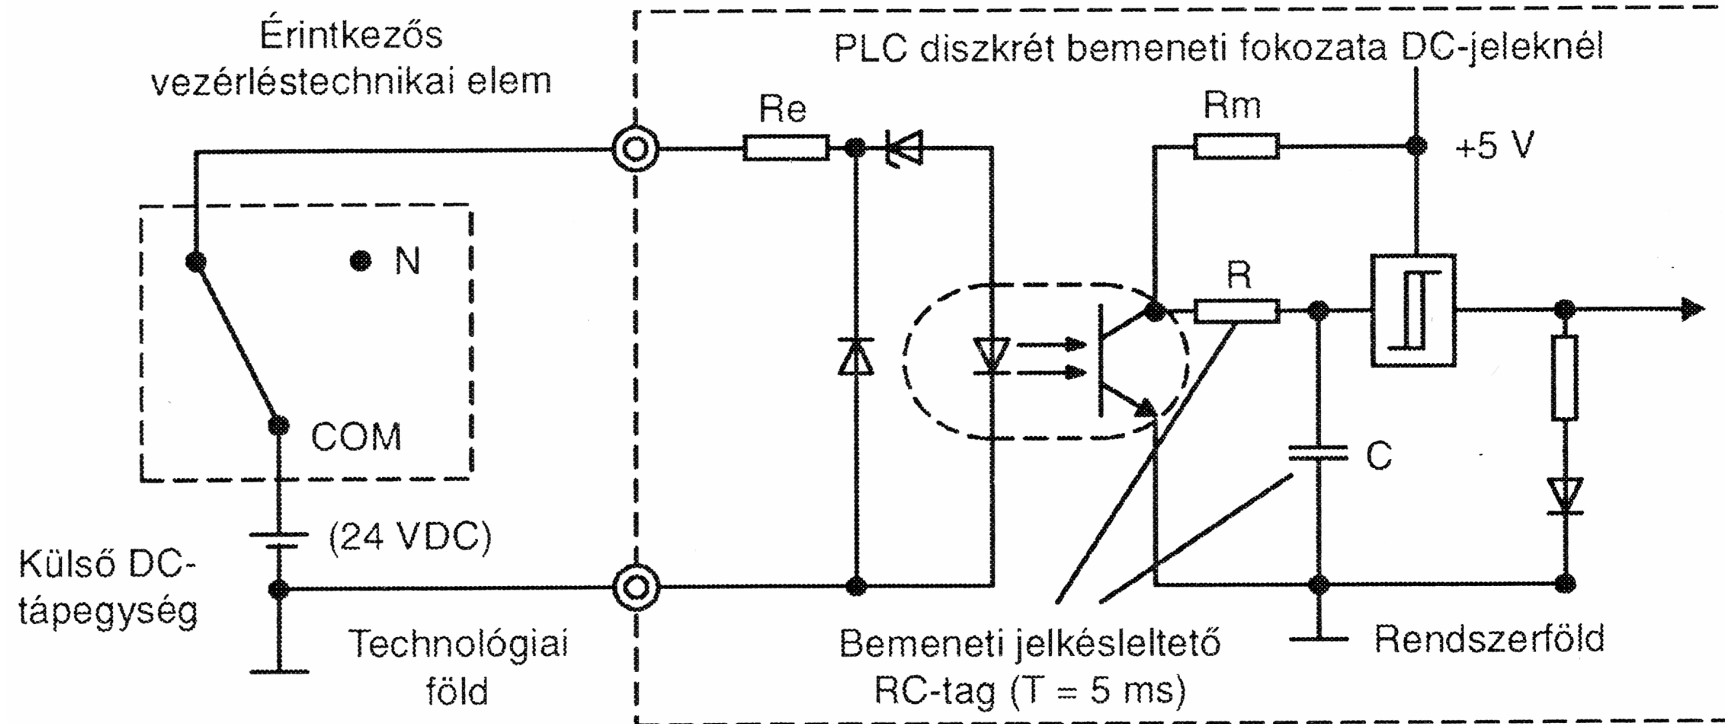 Érintkezős
vezérléstechnikai elem
PLC diszkrét bemeneti fokozata DC-jeleknél
Re
Rm
+5 V
N
R
COM
C
(24 VDC)
Külső DC-
tápegység
Technológiai
föld
Bemeneti jelkésleltető
RC-tag (T = 5 ms)
Rendszerföld